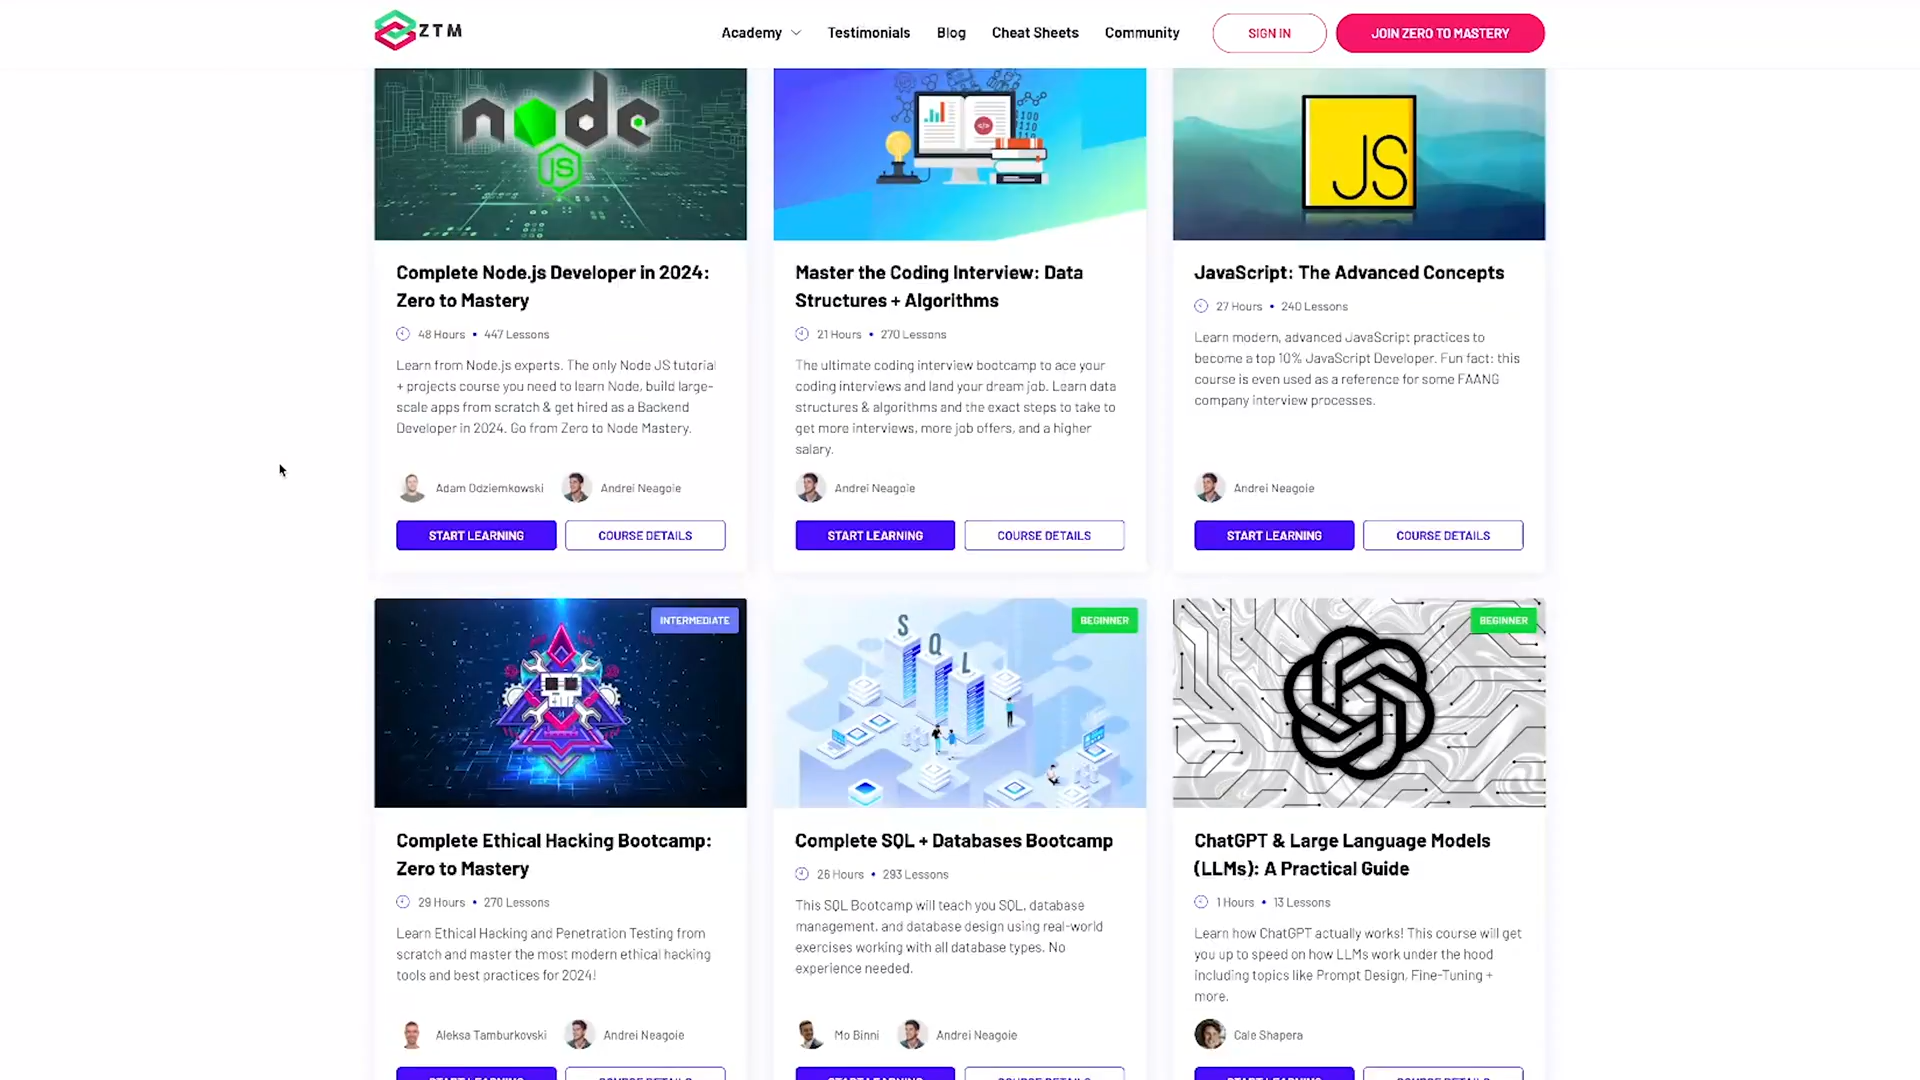 ZTM
Academy
Testimonials
Blog
Cheat Sheets
Community
SIGN IN
JOIN ZERO TO MASTERY
node
JS
JS
Complete Node.js Developer in 2024:
Zero to Mastery
48 Hours • 447 Lessons
Learn from Node.js experts. The only Node JS tutorial
+ projects course you need to learn Node, build large-
scale apps from scratch & get hired as a Backend
Developer in 2024. Go from Zero to Node Mastery.
Adam Odziemkowski
Andrei Neagoie
START LEARNING
COURSE DETAILS
Master the Coding Interview: Data
Structures + Algorithms
21 Hours • 270 Lessons
The ultimate coding interview bootcamp to ace your
coding interviews and land your dream job. Learn data
structures & algorithms and the exact steps to take to
get more interviews, more job offers, and a higher
salary.
Andrei Neagoie
START LEARNING
COURSE DETAILS
JavaScript: The Advanced Concepts
27 Hours • 240 Lessons
Learn modern, advanced JavaScript practices to
become a top 10% JavaScript Developer. Fun fact: this
course is even used as a reference for some FAANG
company interview processes.
Andrei Neagoie
START LEARNING
COURSE DETAILS
INTERMEDIATE
Complete Ethical Hacking Bootcamp:
Zero to Mastery
29 Hours • 270 Lessons
Learn Ethical Hacking and Penetration Testing from
scratch and master the most modern ethical hacking
tools and best practices for 2024!
Aleksa Tamburkovski
Andrei Neagoie
START LEARNING
COURSE DETAILS
SQL
BEGINNER
Complete SQL + Databases Bootcamp
26 Hours • 293 Lessons
This SQL Bootcamp will teach you SQL, database
management, and database design using real-world
exercises working with all database types. No
experience needed.
Mo Binni
Andrei Neagoie
START LEARNING
COURSE DETAILS
BEGINNER
ChatGPT & Large Language Models
(LLMs): A Practical Guide
1 Hours • 13 Lessons
Learn how ChatGPT actually works! This course will get
you up to speed on how LLMs work under the hood
including topics like Prompt Design, Fine-Tuning +
more.
Cale Shapera
START LEARNING
COURSE DETAILS